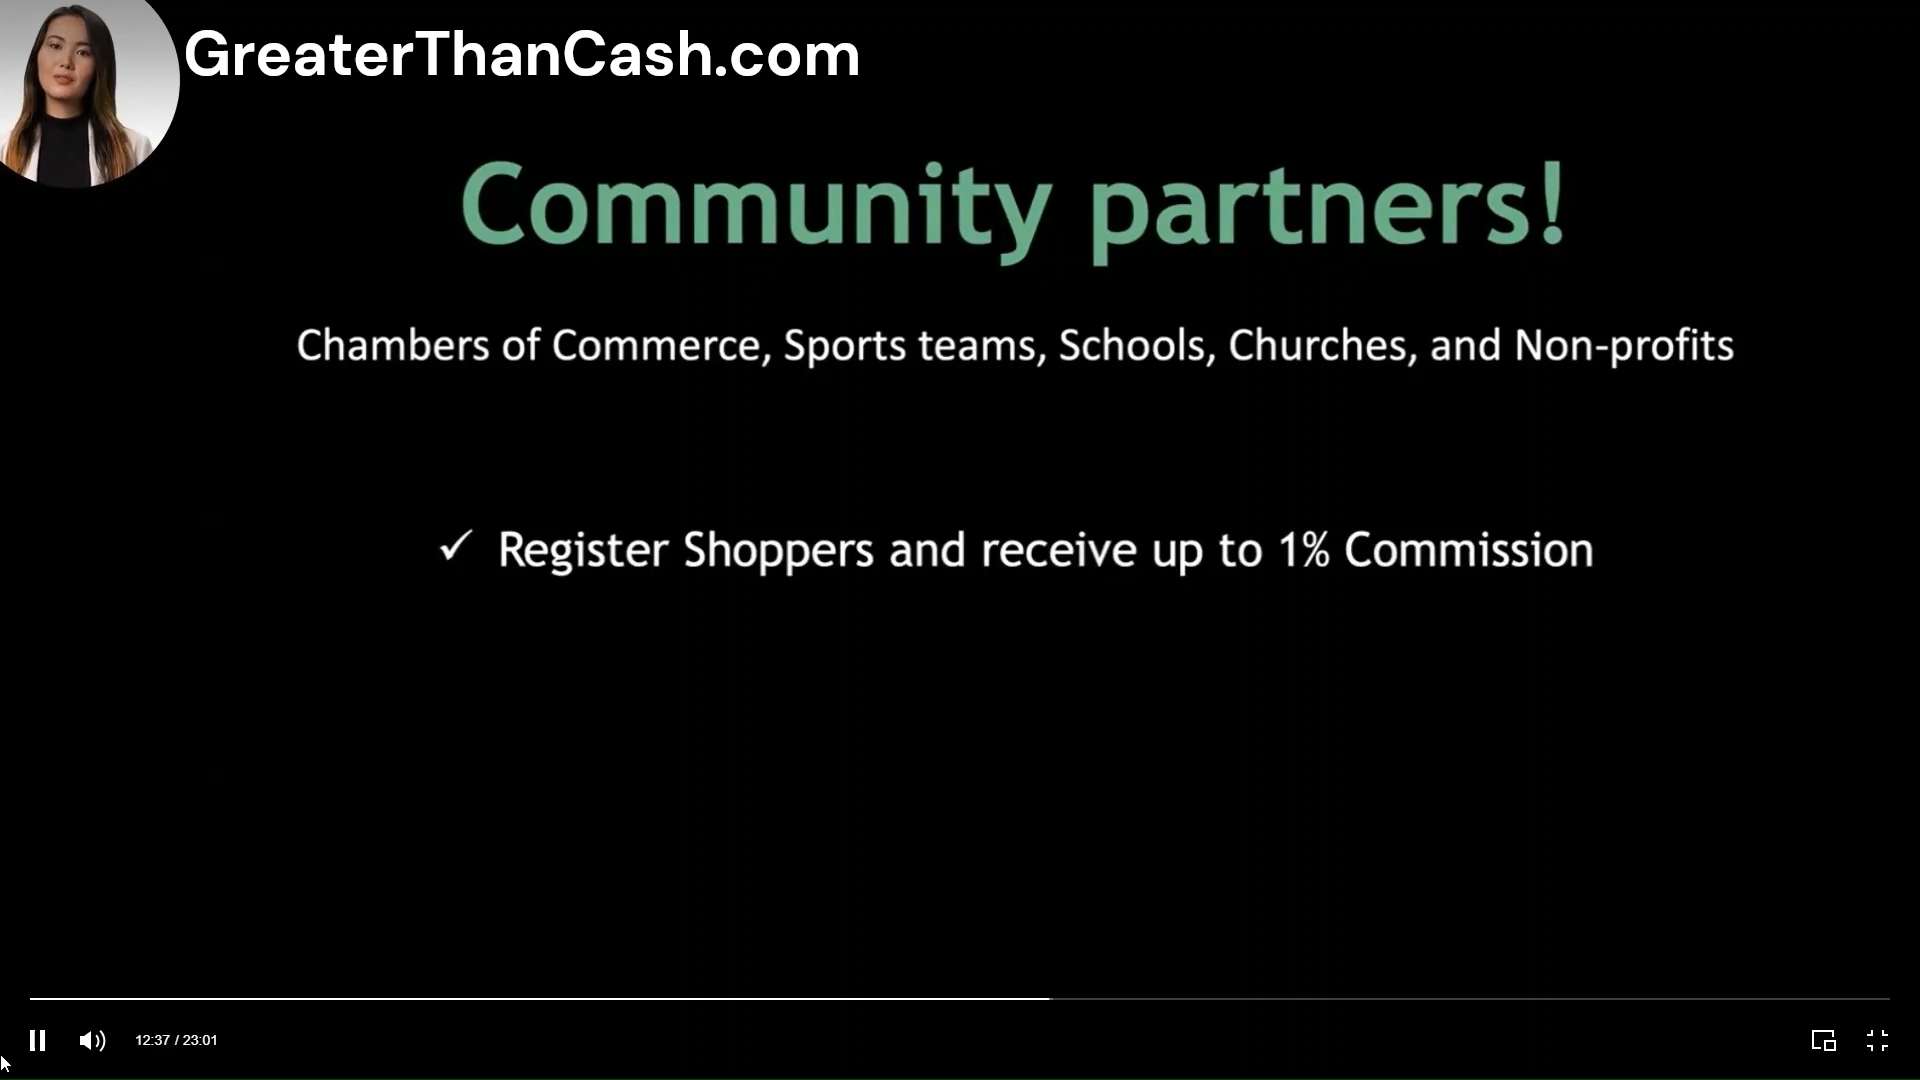 GreaterThanCash.com
Community partners!
Chambers of Commerce, Sports teams, Schools, Churches, and Non-profits
✓ Register Shoppers and receive up to 1% Commission
12:37 / 23:01